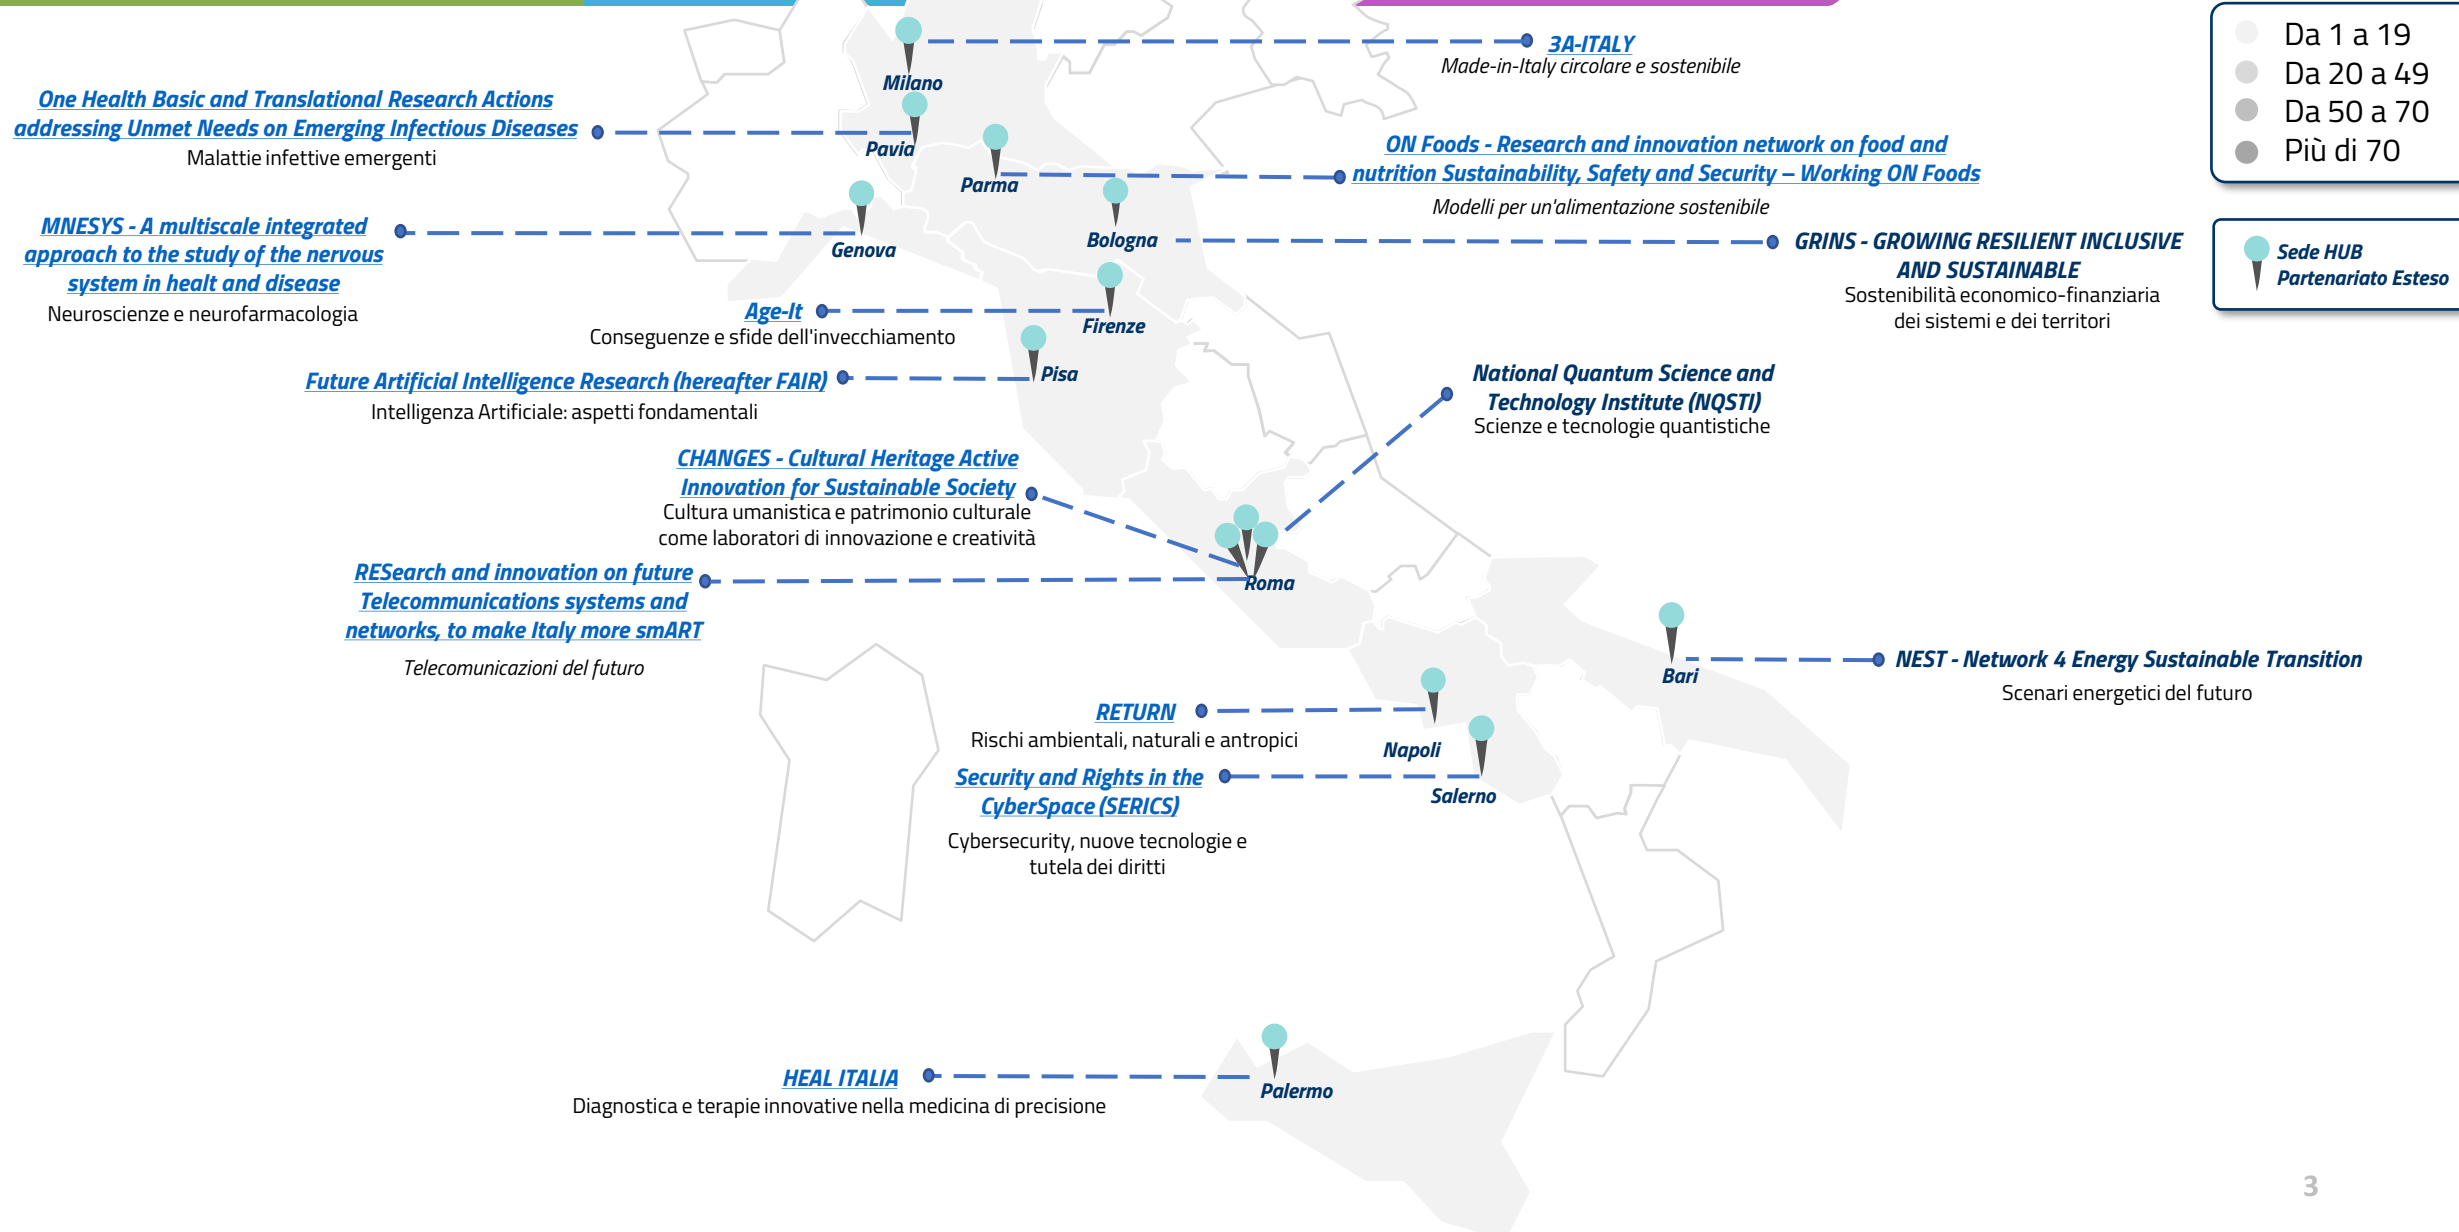 Da 1 a 19
Da 20 a 49
Da 50 a 70
Più di 70
Sede HUB
Partenariato Esteso
3A-ITALY
Made-in-Italy circolare e sostenibile
Milano
One Health Basic and Translational Research Actions
addressing Unmet Needs on Emerging Infectious Diseases
Malattie infettive emergenti
Pavia
ON Foods - Research and innovation network on food and
nutrition Sustainability, Safety and Security – Working ON Foods
Modelli per un'alimentazione sostenibile
Parma
MNESYS - A multiscale integrated
approach to the study of the nervous
system in healt and disease
Neuroscienze e neurofarmacologia
Genova
Bologna
GRINS - GROWING RESILIENT INCLUSIVE
AND SUSTAINABLE
Sostenibilità economico-finanziaria
dei sistemi e dei territori
Age-It
Conseguenze e sfide dell'invecchiamento
Firenze
Future Artificial Intelligence Research (hereafter FAIR)
Intelligenza Artificiale: aspetti fondamentali
Pisa
National Quantum Science and
Technology Institute (NQSTI)
Scienze e tecnologie quantistiche
CHANGES - Cultural Heritage Active
Innovation for Sustainable Society
Cultura umanistica e patrimonio culturale
come laboratori di innovazione e creatività
RESearch and innovation on future
Telecommunications systems and
networks, to make Italy more smART
Telecomunicazioni del futuro
Roma
Bari
NEST - Network 4 Energy Sustainable Transition
Scenari energetici del futuro
RETURN
Rischi ambientali, naturali e antropici
Napoli
Security and Rights in the
CyberSpace (SERICS)
Cybersecurity, nuove tecnologie e
tutela dei diritti
Salerno
HEAL ITALIA
Diagnostica e terapie innovative nella medicina di precisione
Palermo
3